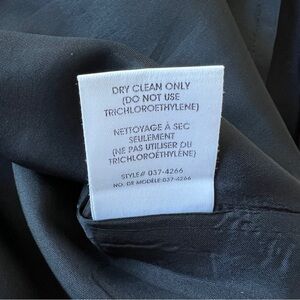 DRY CLEAN ONLY
(DO NOT USE
TRICHLOROETHYLENE)
NETTOYAGE À SEC
SEULEMENT
(NE PAS UTILISER DU
TRICHLOROETHYLÈNE)
STYLE# 037-4266
NO. DE MODÈLE:037-4266